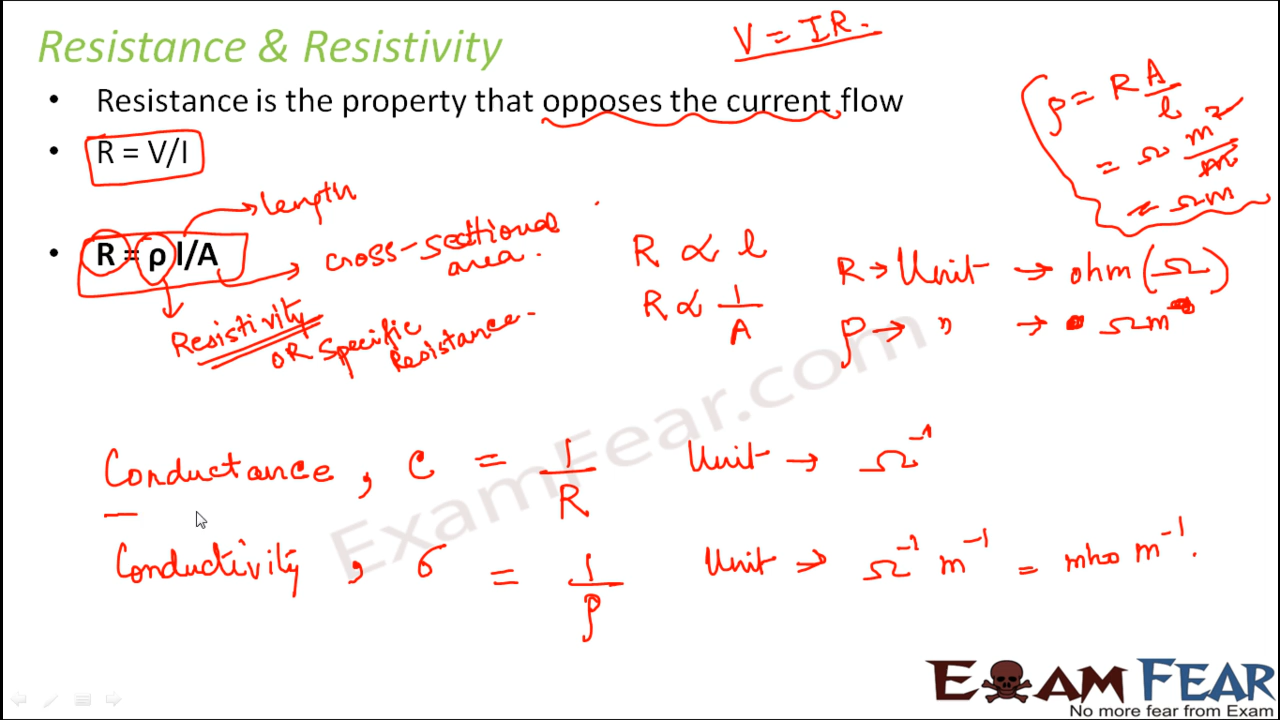 Resistance & Resistivity
V = IR.
• Resistance is the property that opposes the current flow
• R = V/I
• R = ρ l/A
length
cross-sectional area.
Resistivity
OR Specific Resistance.
R ∝ l
R ∝ 1/A
ρ = R A/l
= Ω m²/m
= Ωm
R → Unit → ohm (Ω)
ρ → " → Ωm
Conductance, C = 1/R Unit → Ω⁻¹
Conductivity, σ = 1/ρ Unit → Ω⁻¹ m⁻¹ = mho m⁻¹.
ExamFear.com
EXAM FEAR
No more fear from Exam